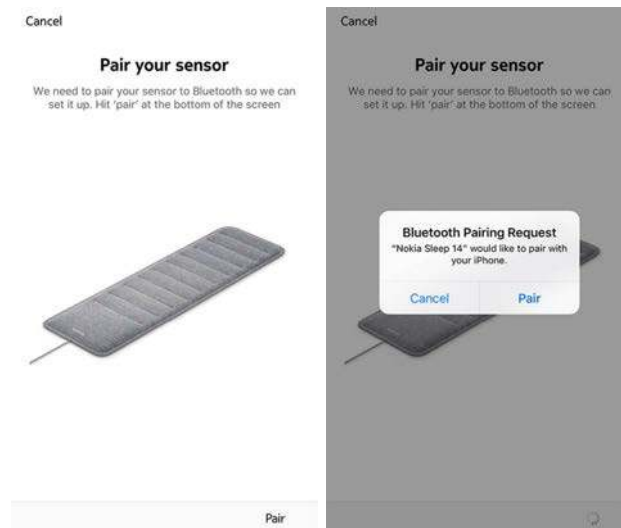 Cancel
Pair your sensor
We need to pair your sensor to Bluetooth so we can
set it up. Hit 'pair' at the bottom of the screen
Pair
Cancel
Pair your sensor
We need to pair your sensor to Bluetooth so we can
set it up. Hit 'pair' at the bottom of the screen
Bluetooth Pairing Request
"Nokia Sleep 14" would like to pair with
your iPhone.
Cancel Pair